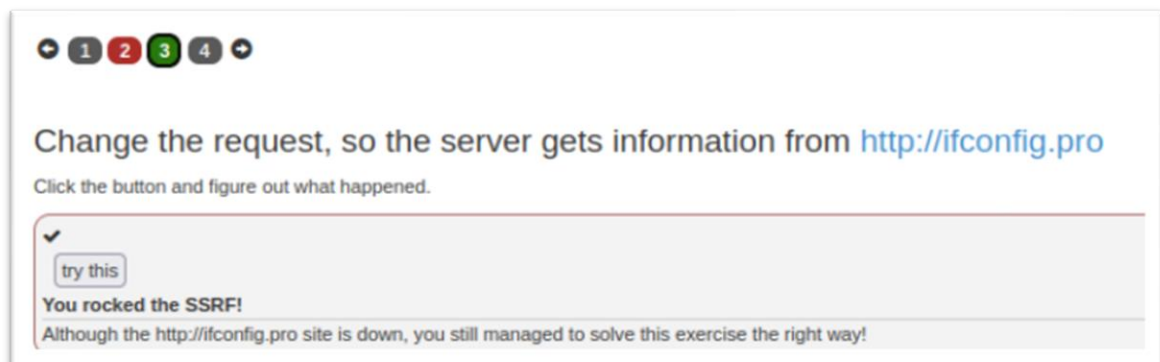 1 2 3 4
Change the request, so the server gets information from http://ifconfig.pro
Click the button and figure out what happened.
try this
You rocked the SSRF!
Although the http://ifconfig.pro site is down, you still managed to solve this exercise the right way!